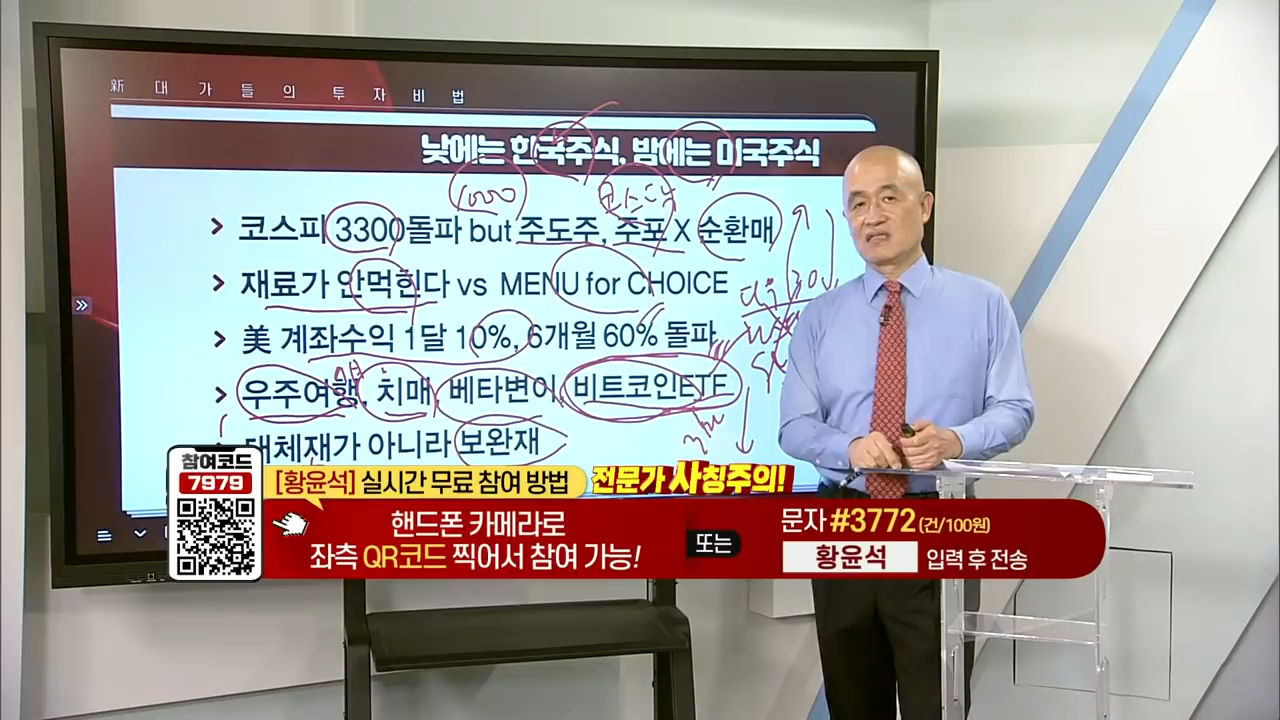 新 대가들의 투자비법
낮에는 한국주식, 밤에는 미국주식
1000
코스닥
> 코스피 3300돌파 but 주도주, 주포 X 순환매
> 재료가 안먹힌다 vs MENU for CHOICE
> 美 계좌수익 1달 10%, 6개월 60% 돌파
> 우주여행, 치매, 베타변이, 비트코인ETF
대체재가 아니라 보완재
참여코드
7979
[황윤석] 실시간 무료 참여 방법
전문가 사칭주의!
핸드폰 카메라로
좌측 QR코드 찍어서 참여 가능!
또는
문자 #3772 (건/100원)
황윤석 입력 후 전송